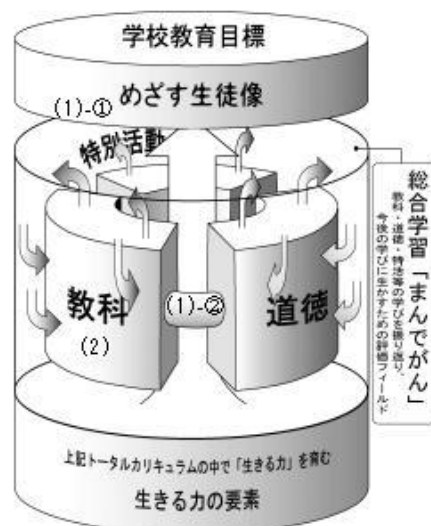 学校教育目標
めざす生徒像
(1)-①
特別活動
教科
(2)
(1)-②
道徳
総合学習「まんでがん」
教科・道徳・特活等の学びを振り返り、
今後の学びに生かすための評価フィールド
上記トータルカリキュラムの中で「生きる力」を育む
生きる力の要素